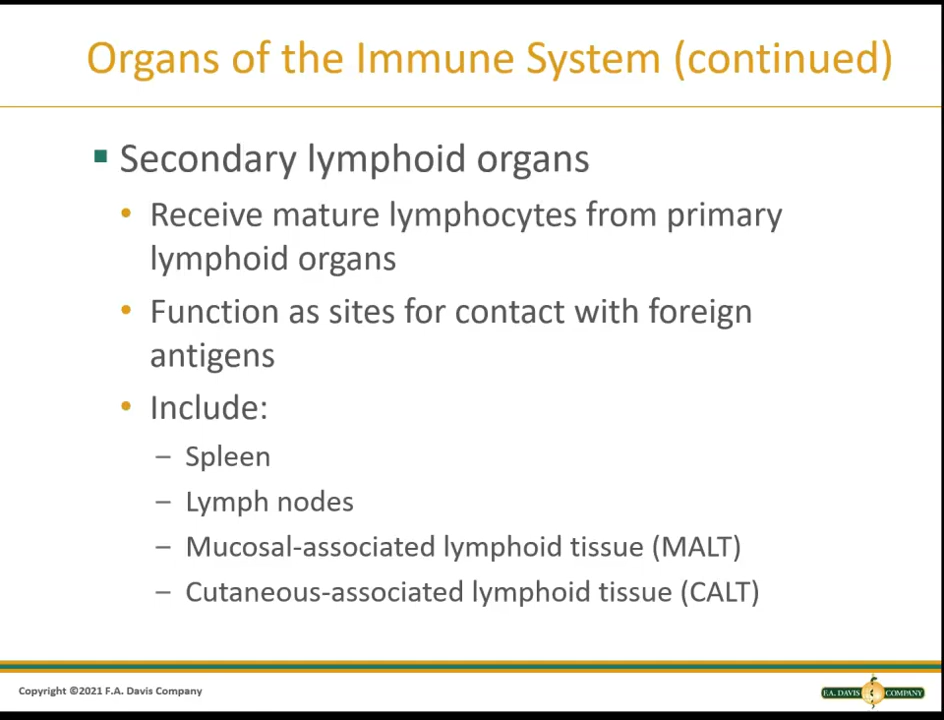 Organs of the Immune System (continued)
Secondary lymphoid organs
Receive mature lymphocytes from primary
lymphoid organs
Function as sites for contact with foreign
antigens
Include:
– Spleen
– Lymph nodes
– Mucosal-associated lymphoid tissue (MALT)
– Cutaneous-associated lymphoid tissue (CALT)
Copyright ©2021 F.A. Davis Company
F.A. DAVIS COMPANY